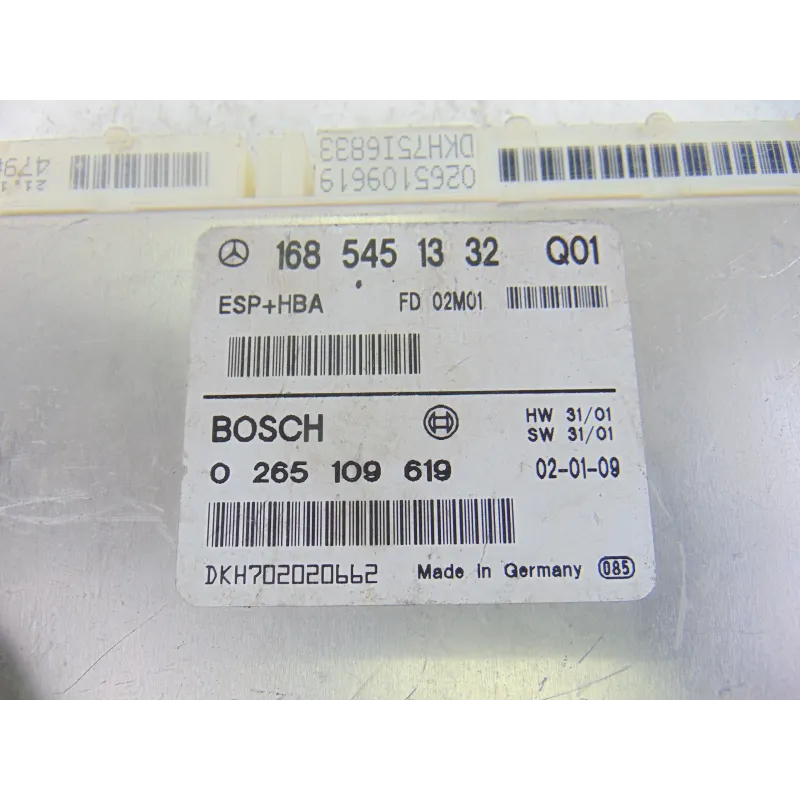 0265109619
DKH75I6833
168 545 13 32 Q01
ESP+HBA FD 02M01
BOSCH HW 31/01
SW 31/01
0 265 109 619 02-01-09
DKH702020662 Made in Germany 085